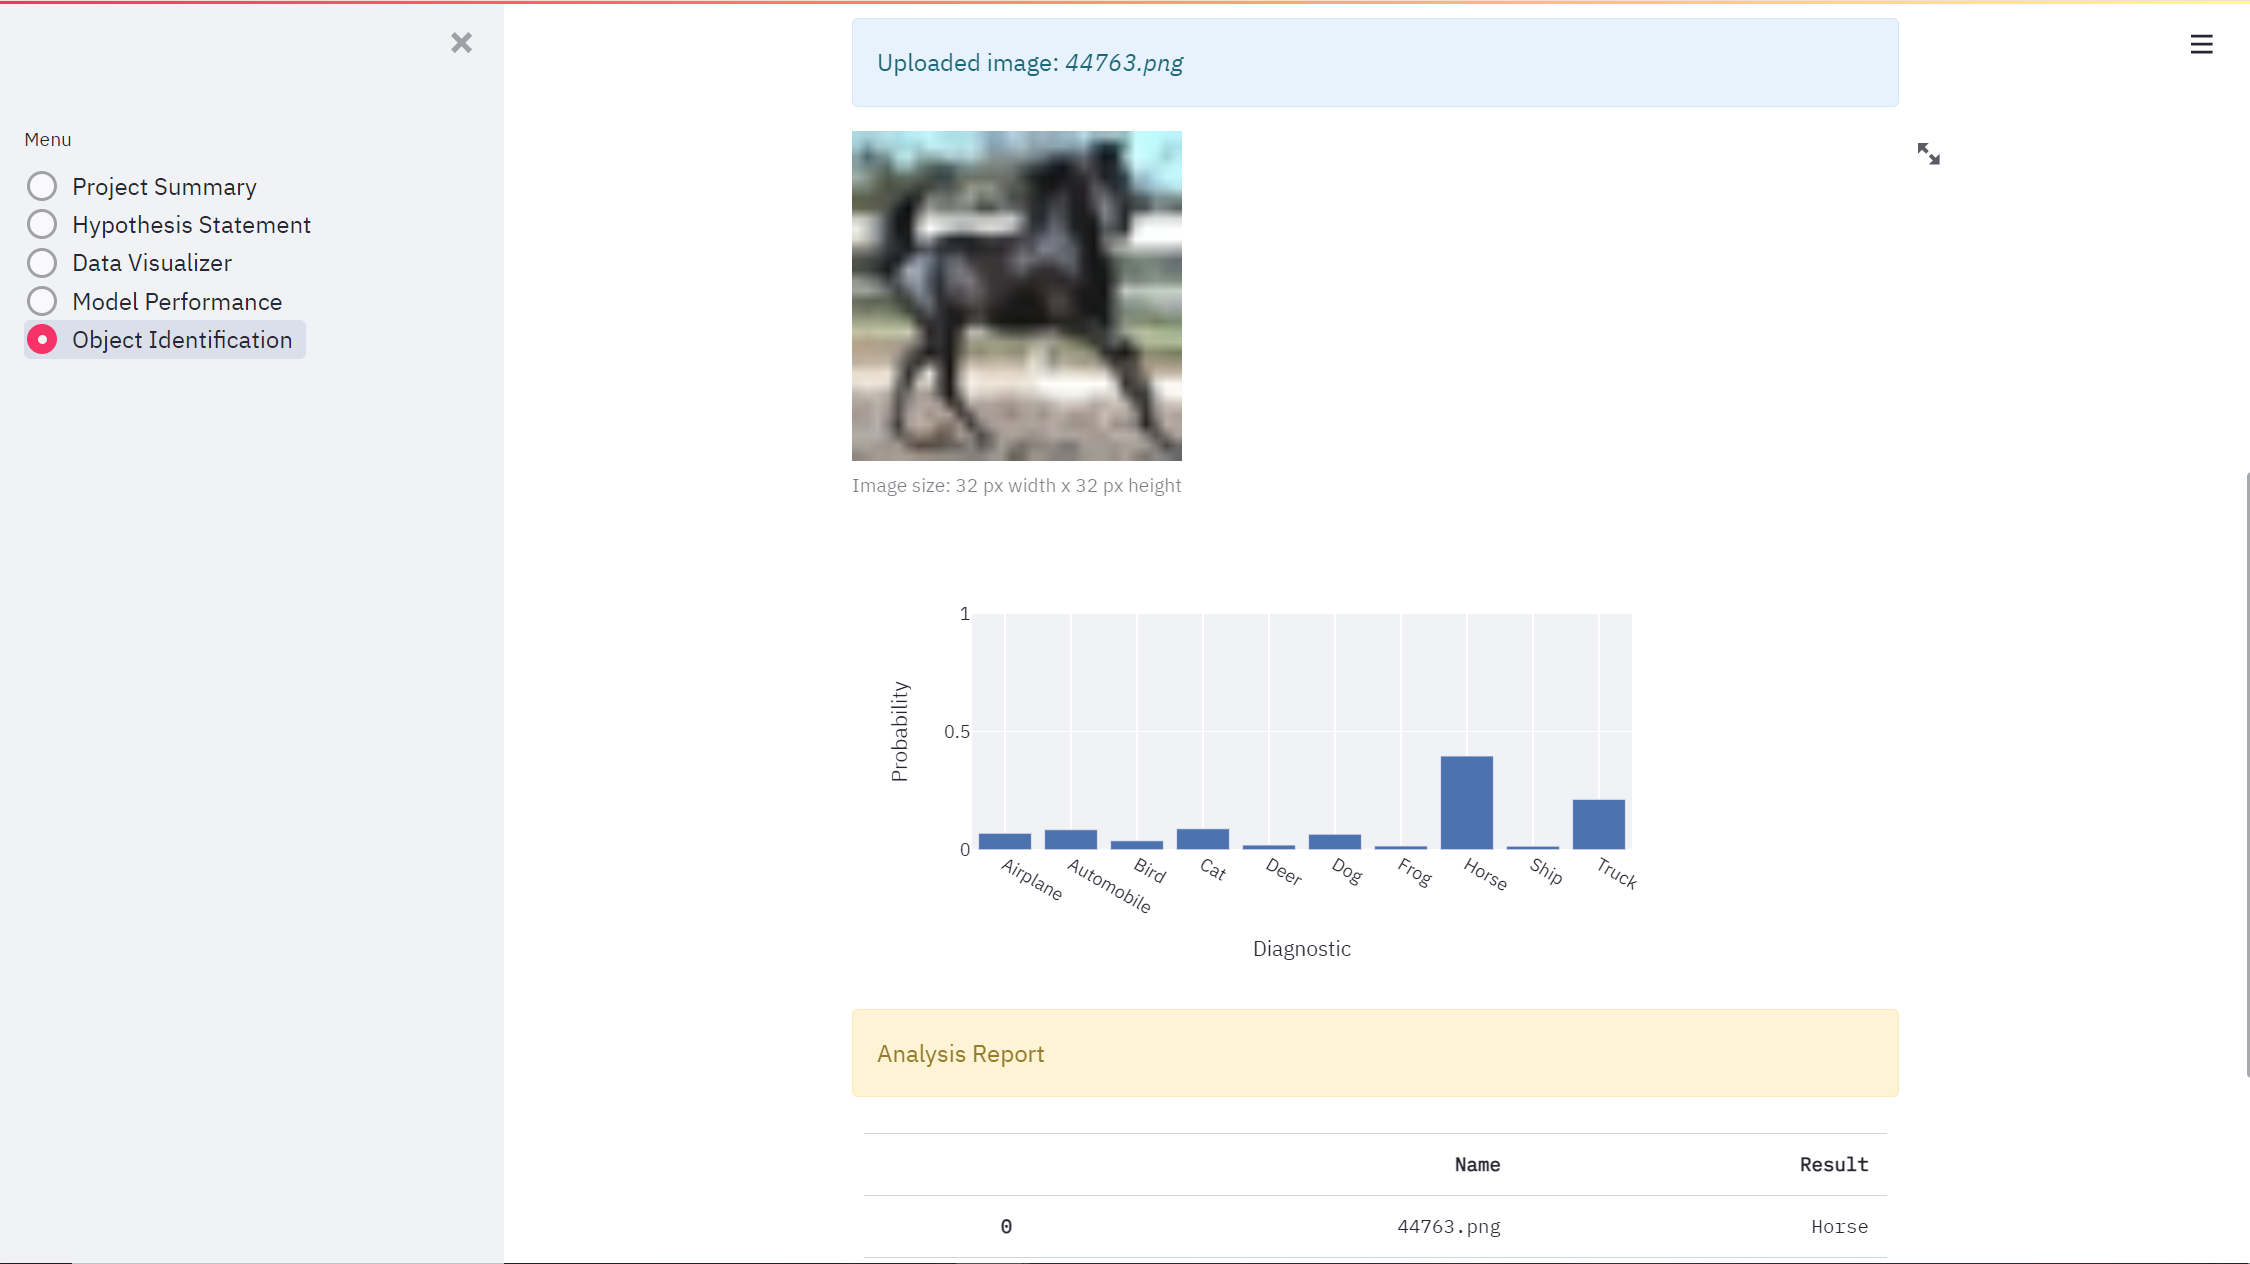 Menu
Project Summary
Hypothesis Statement
Data Visualizer
Model Performance
Object Identification
Uploaded image: 44763.png
Image size: 32 px width x 32 px height
1
0.5
0
Probability
Airplane
Automobile
Bird
Cat
Deer
Dog
Frog
Horse
Ship
Truck
Diagnostic
Analysis Report
Name Result
0 44763.png Horse